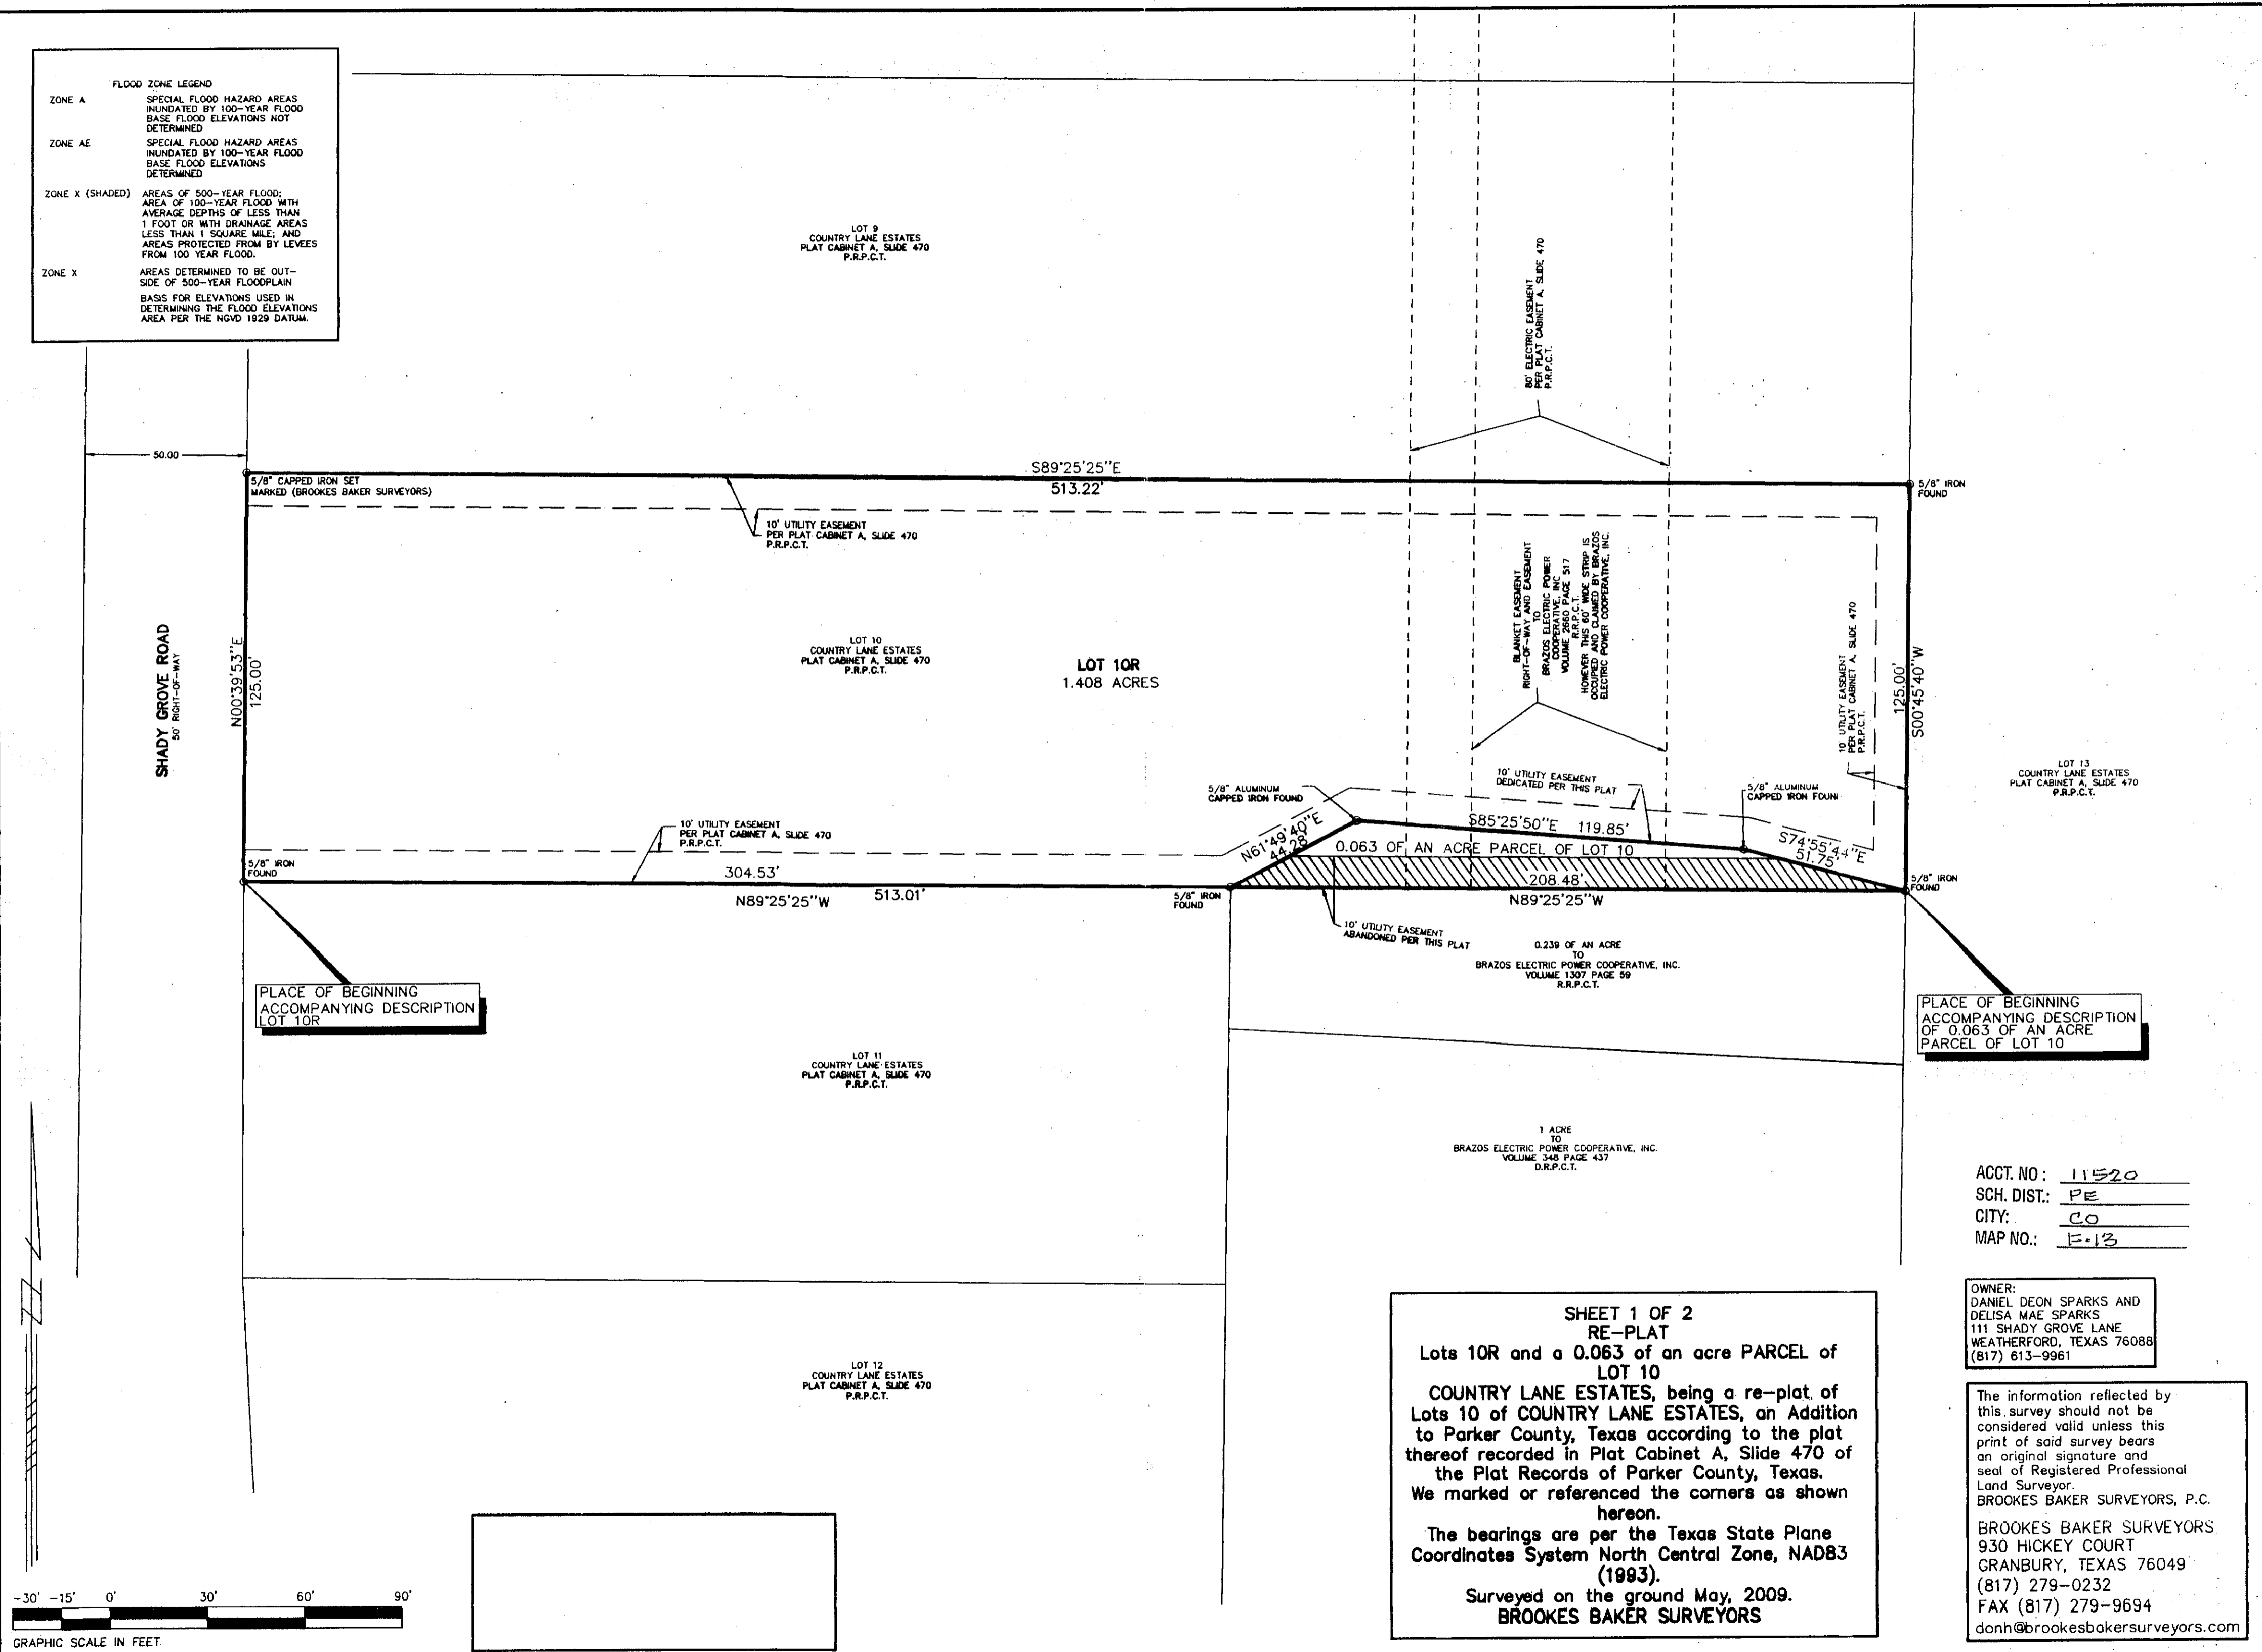 FLOOD ZONE LEGEND
ZONE A
SPECIAL FLOOD HAZARD AREAS
INUNDATED BY 100-YEAR FLOOD
BASE FLOOD ELEVATIONS NOT
DETERMINED
ZONE AE
SPECIAL FLOOD HAZARD AREAS
INUNDATED BY 100-YEAR FLOOD
BASE FLOOD ELEVATIONS
DETERMINED
ZONE X (SHADED)
AREAS OF 500-YEAR FLOOD;
AREA OF 100-YEAR FLOOD WITH
AVERAGE DEPTHS OF LESS THAN
1 FOOT OR WITH DRAINAGE AREAS
LESS THAN 1 SQUARE MILE; AND
AREAS PROTECTED FROM BY LEVEES
FROM 100 YEAR FLOOD.
ZONE X
AREAS DETERMINED TO BE OUT-
SIDE OF 500-YEAR FLOODPLAIN
BASIS FOR ELEVATIONS USED IN
DETERMINING THE FLOOD ELEVATIONS
AREA PER THE NGVD 1929 DATUM.
LOT 9
COUNTRY LANE ESTATES
PLAT CABINET A, SLIDE 470
P.R.P.C.T.
80' ELECTRIC EASEMENT
PER PLAT CABINET A, SLIDE 470
P.R.P.C.T.
50.00
5/8" CAPPED IRON SET
MARKED (BROOKES BAKER SURVEYORS)
S89°25'25"E
513.22'
5/8" IRON
FOUND
10' UTILITY EASEMENT
PER PLAT CABINET A, SLIDE 470
P.R.P.C.T.
BLANKET EASEMENT
RIGHT-OF-WAY AND EASEMENT
TO
BRAZOS ELECTRIC POWER
COOPERATIVE, INC
VOLUME 2660 PAGE 517
R.R.P.C.T.
HOWEVER THIS 60' WIDE STRIP IS
OCCUPIED AND CLAIMED BY BRAZOS
ELECTRIC POWER COOPERATIVE, INC.
SHADY GROVE ROAD
50' RIGHT-OF-WAY
N00°39'53"E
125.00'
LOT 10
COUNTRY LANE ESTATES
PLAT CABINET A, SLIDE 470
P.R.P.C.T.
LOT 10R
1.408 ACRES
10' UTILITY EASEMENT
PER PLAT CABINET A, SLIDE 470
P.R.P.C.T.
125.00'
S00°45'40"W
LOT 13
COUNTRY LANE ESTATES
PLAT CABINET A, SLIDE 470
P.R.P.C.T.
5/8" ALUMINUM
CAPPED IRON FOUND
10' UTILITY EASEMENT
DEDICATED PER THIS PLAT
5/8" ALUMINUM
CAPPED IRON FOUN
10' UTILITY EASEMENT
PER PLAT CABINET A, SLIDE 470
P.R.P.C.T.
N61°49'40"E
44.28'
S85°25'50"E 119.85'
S74°55'44"E
51.75'
0.063 OF AN ACRE PARCEL OF LOT 10
5/8" IRON
FOUND
304.53'
N89°25'25"W
513.01'
5/8" IRON
FOUND
208.48'
N89°25'25"W
5/8" IRON
FOUND
10' UTILITY EASEMENT
ABANDONED PER THIS PLAT
0.239 OF AN ACRE
TO
BRAZOS ELECTRIC POWER COOPERATIVE, INC.
VOLUME 1307 PAGE 59
R.R.P.C.T.
PLACE OF BEGINNING
ACCOMPANYING DESCRIPTION
LOT 10R
PLACE OF BEGINNING
ACCOMPANYING DESCRIPTION
OF 0.063 OF AN ACRE
PARCEL OF LOT 10
LOT 11
COUNTRY LANE ESTATES
PLAT CABINET A, SLIDE 470
P.R.P.C.T.
1 ACRE
TO
BRAZOS ELECTRIC POWER COOPERATIVE, INC.
VOLUME 348 PAGE 437
D.R.P.C.T.
ACCT. NO: 11520
SCH. DIST.: PE
CITY: CO
MAP NO.: F-13
OWNER:
DANIEL DEON SPARKS AND
DELISA MAE SPARKS
111 SHADY GROVE LANE
WEATHERFORD, TEXAS 76088
(817) 613-9961
LOT 12
COUNTRY LANE ESTATES
PLAT CABINET A, SLIDE 470
P.R.P.C.T.
SHEET 1 OF 2
RE-PLAT
Lots 10R and a 0.063 of an acre PARCEL of
LOT 10
COUNTRY LANE ESTATES, being a re-plat of
Lots 10 of COUNTRY LANE ESTATES, an Addition
to Parker County, Texas according to the plat
thereof recorded in Plat Cabinet A, Slide 470 of
the Plat Records of Parker County, Texas.
We marked or referenced the corners as shown
hereon.
The bearings are per the Texas State Plane
Coordinates System North Central Zone, NAD83
(1993).
Surveyed on the ground May, 2009.
BROOKES BAKER SURVEYORS
The information reflected by
this survey should not be
considered valid unless this
print of said survey bears
an original signature and
seal of Registered Professional
Land Surveyor.
BROOKES BAKER SURVEYORS, P.C.
BROOKES BAKER SURVEYORS
930 HICKEY COURT
GRANBURY, TEXAS 76049
(817) 279-0232
FAX (817) 279-9694
donh@brookesbakersurveyors.com
N
-30' -15' 0' 30' 60' 90'
GRAPHIC SCALE IN FEET